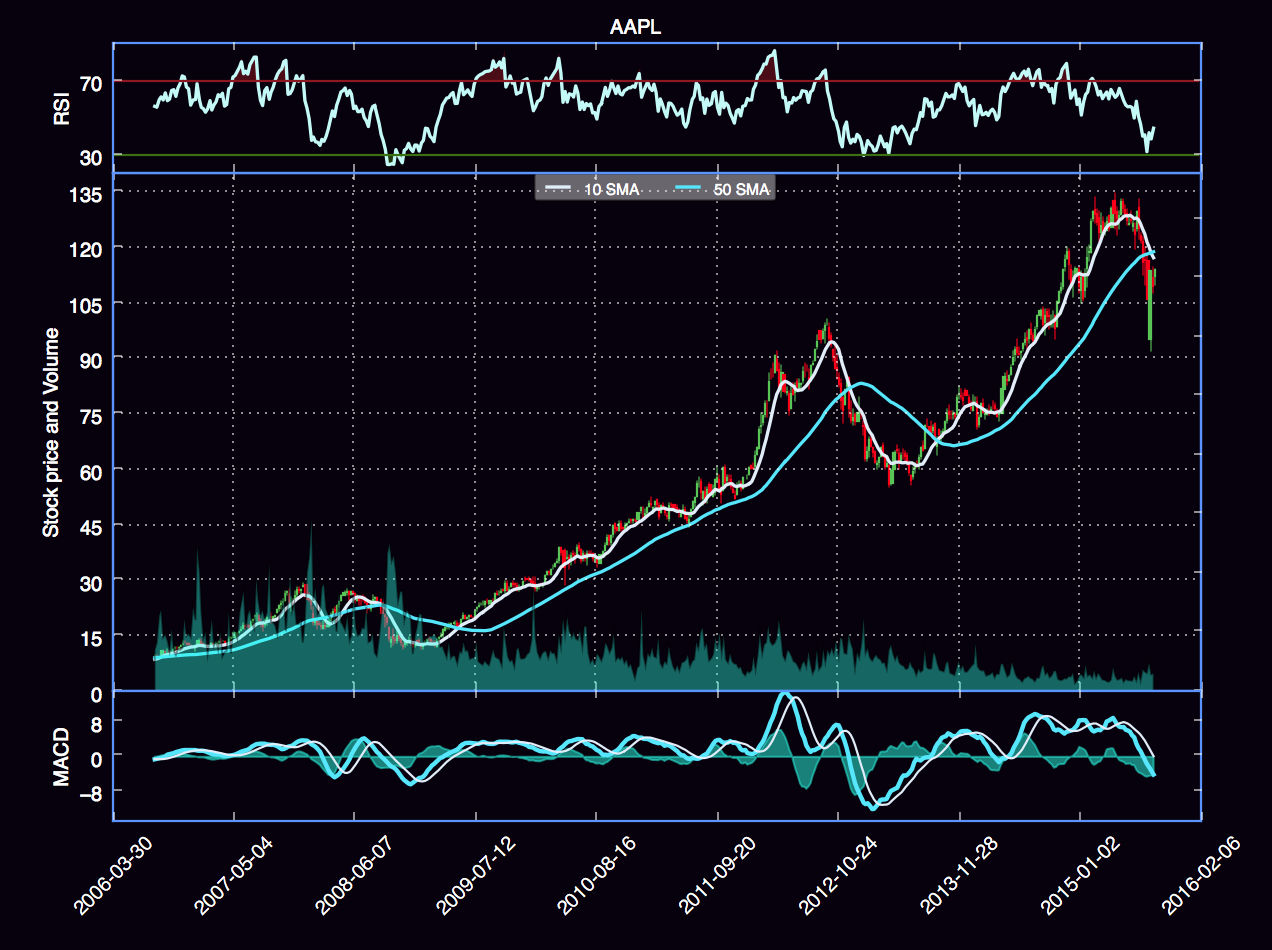 AAPL
RSI
70
30
10 SMA 50 SMA
Stock price and Volume
135
120
105
90
75
60
45
30
15
0
MACD
8
0
−8
2006-03-30 2007-05-04 2008-06-07 2009-07-12 2010-08-16 2011-09-20 2012-10-24 2013-11-28 2015-01-02 2016-02-06